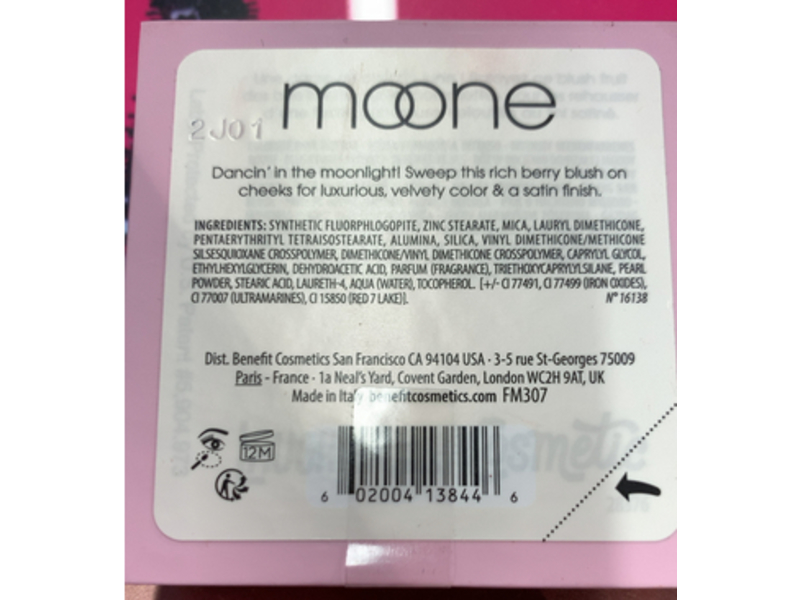 moone
2J01
Dancin' in the moonlight! Sweep this rich berry blush on
cheeks for luxurious, velvety color & a satin finish.
INGREDIENTS: SYNTHETIC FLUORPHLOGOPITE, ZINC STEARATE, MICA, LAURYL DIMETHICONE,
PENTAERYTHRITYL TETRAISOSTEARATE, ALUMINA, SILICA, VINYL DIMETHICONE/METHICONE
SILSESQUIOXANE CROSSPOLYMER, DIMETHICONE/VINYL DIMETHICONE CROSSPOLYMER, CAPRYLYL GLYCOL,
ETHYLHEXYLGLYCERIN, DEHYDROACETIC ACID, PARFUM (FRAGRANCE), TRIETHOXYCAPRYLYLSILANE, PEARL
POWDER, STEARIC ACID, LAURETH-4, AQUA (WATER), TOCOPHEROL. [+/- CI 77491, CI 77499 (IRON OXIDES),
CI 77007 (ULTRAMARINES), CI 15850 (RED 7 LAKE)]. N° 16138
Dist. Benefit Cosmetics San Francisco CA 94104 USA · 3-5 rue St-Georges 75009
Paris - France · 1a Neal's Yard, Covent Garden, London WC2H 9AT, UK
Made in Italy benefitcosmetics.com FM307
12M
6 02004 13844 6